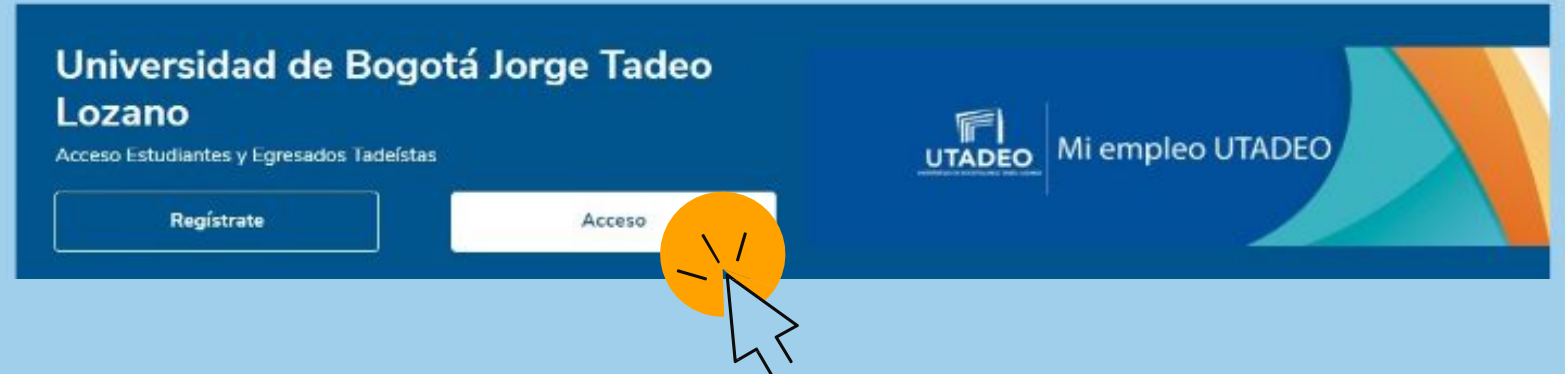 Universidad de Bogotá Jorge Tadeo
Lozano
Acceso Estudiantes y Egresados Tadeístas
Regístrate
Acceso
UTADEO
Mi empleo UTADEO